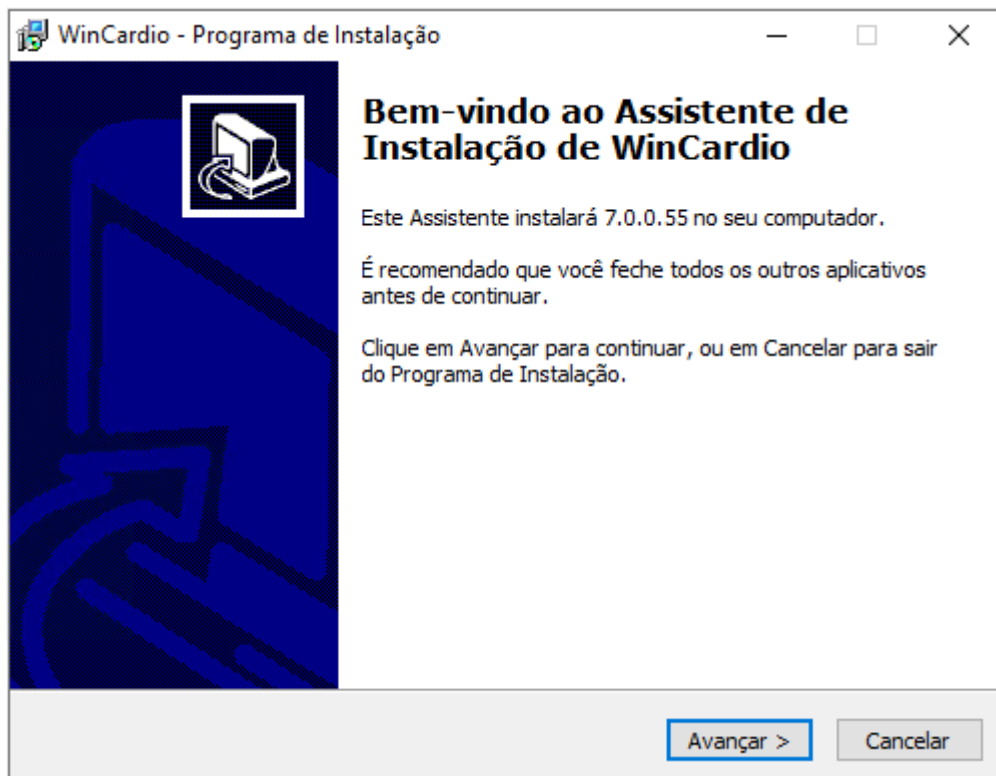 WinCardio - Programa de Instalação
Bem-vindo ao Assistente de
Instalação de WinCardio
Este Assistente instalará 7.0.0.55 no seu computador.
É recomendado que você feche todos os outros aplicativos
antes de continuar.
Clique em Avançar para continuar, ou em Cancelar para sair
do Programa de Instalação.
Avançar >
Cancelar